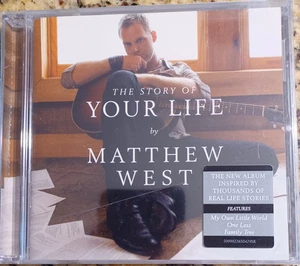 THE STORY OF
YOUR LIFE
by
MATTHEW
WEST
THE NEW ALBUM
INSPIRED BY
THOUSANDS OF
REAL LIFE STORIES
FEATURES
My Own Little World
One Less
Family Tree